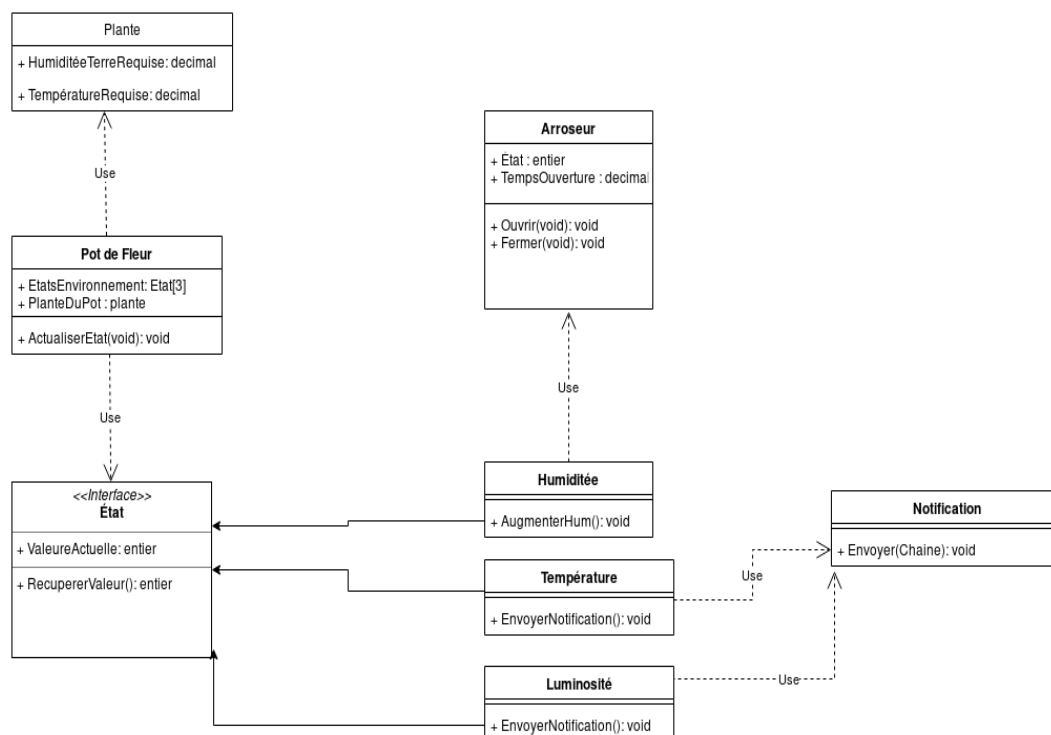 Plante
+ HumiditéeTerreRequise: decimal
+ TempératureRequise: decimal
Use
Pot de Fleur
+ EtatsEnvironnement: Etat[3]
+ PlanteDuPot : plante
+ ActualiserEtat(void): void
Use
<<Interface>>
État
+ ValeureActuelle: entier
+ RecupererValeur(): entier
Arroseur
+ État : entier
+ TempsOuverture : decimal
+ Ouvrir(void): void
+ Fermer(void): void
Use
Humiditée
+ AugmenterHum(): void
Température
+ EnvoyerNotification(): void
Luminosité
+ EnvoyerNotification(): void
Use
Use
Notification
+ Envoyer(Chaine): void